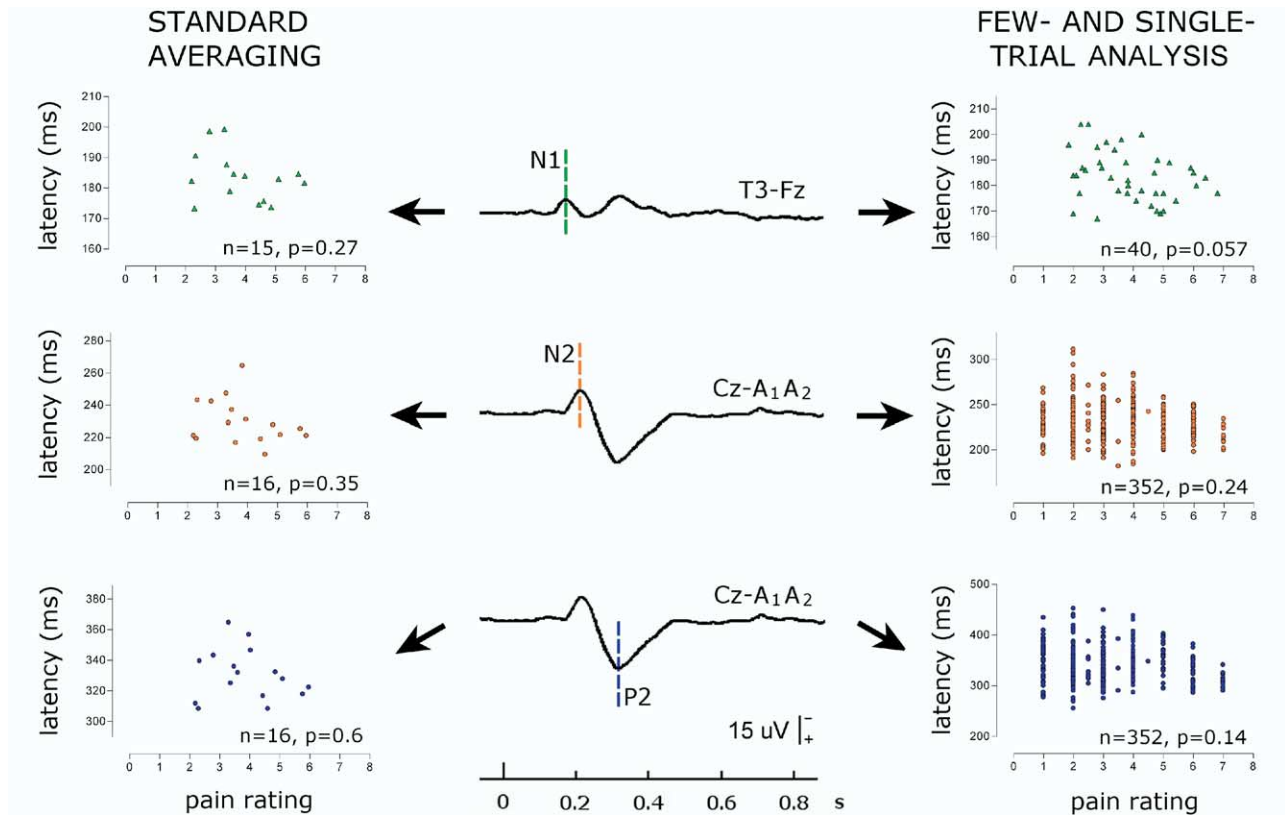 STANDARD
AVERAGING
FEW- AND SINGLE-
TRIAL ANALYSIS
latency (ms)
210
200
190
180
170
160
n=15, p=0.27
0 1 2 3 4 5 6 7 8
N1
T3-Fz
latency (ms)
210
200
190
180
170
160
n=40, p=0.057
0 1 2 3 4 5 6 7 8
latency (ms)
280
260
240
220
200
n=16, p=0.35
0 1 2 3 4 5 6 7 8
N2
Cz-A₁A₂
latency (ms)
300
250
200
n=352, p=0.24
0 1 2 3 4 5 6 7 8
latency (ms)
380
360
340
320
300
n=16, p=0.6
0 1 2 3 4 5 6 7 8
pain rating
Cz-A₁A₂
P2
15 uV - +
0 0.2 0.4 0.6 0.8 s
latency (ms)
500
400
300
200
n=352, p=0.14
0 1 2 3 4 5 6 7 8
pain rating